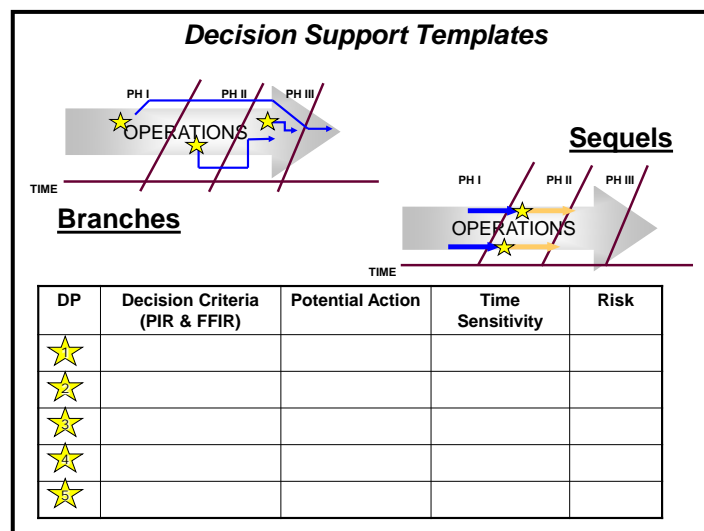 Decision Support Templates
PH I PH II PH III
OPERATIONS
TIME
Branches
Sequels
PH I PH II PH III
OPERATIONS
TIME
DP Decision Criteria (PIR & FFIR) Potential Action Time Sensitivity Risk
1
2
3
4
5